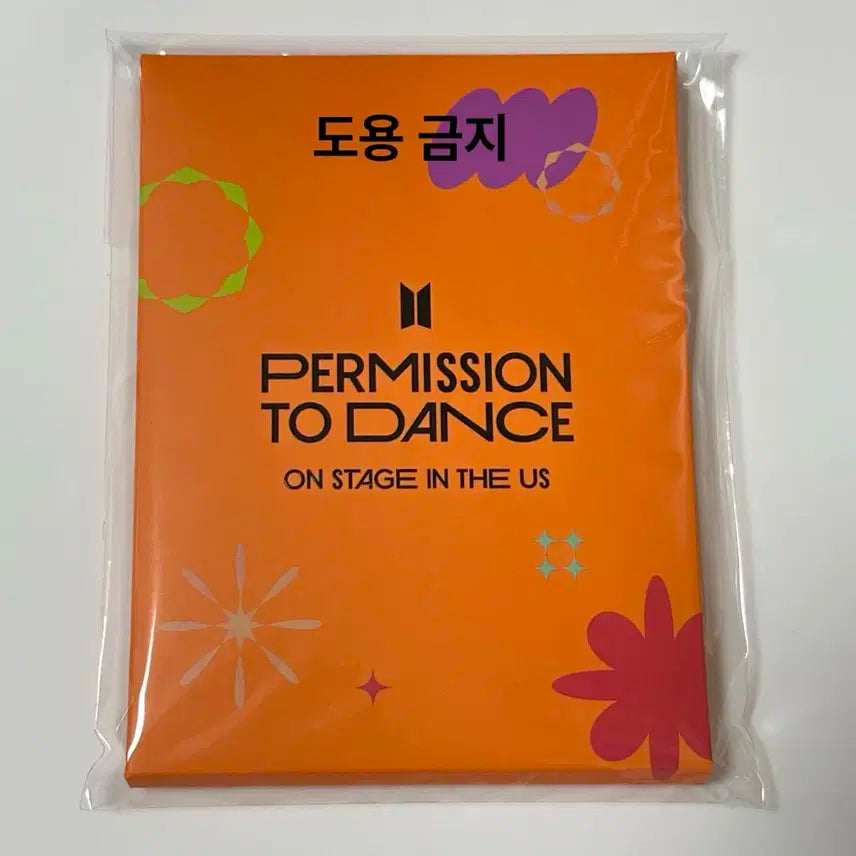 도용 금지
PERMISSION
TO DANCE
ON STAGE IN THE US